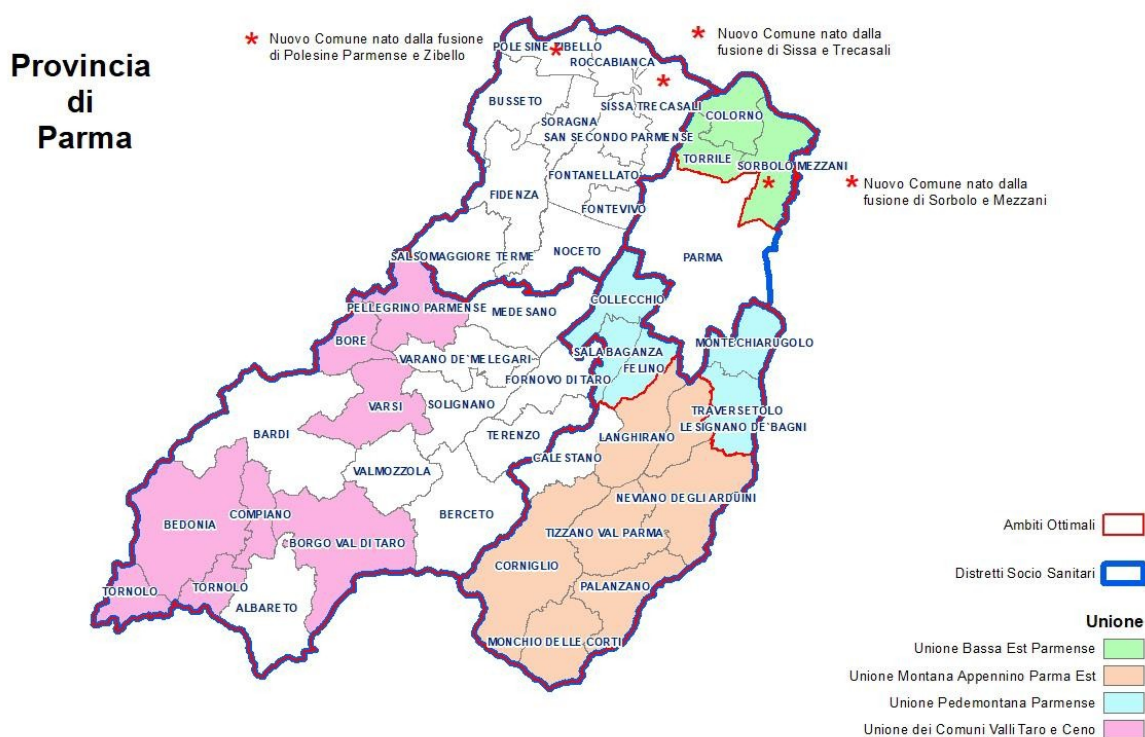 Provincia
di
Parma
* Nuovo Comune nato dalla fusione
di Polesine Parmense e Zibello
* Nuovo Comune nato dalla
fusione di Sissa e Trecasali
POLESINE ZIBELLO
*
ROCCABIANCA
*
BUSSETO
SISSA TRECASALI
COLORNO
SORAGNA
SAN SECONDO PARMENSE
TORRILE
SORBOLO MEZZANI
*
FONTANELLATO
* Nuovo Comune nato dalla
fusione di Sorbolo e Mezzani
FIDENZA
FONTEVIVO
NOCETO
SALSOMAGGIORE TERME
PARMA
COLLECCHIO
PELLEGRINO PARMENSE
MEDESANO
BORE
MONTECHIARUGOLO
VARANO DE`MELEGARI
SALA BAGANZA
FELINO
FORNOVO DI TARO
VARSI
SOLIGNANO
TRAVERSETOLO
LESIGNANO DE`BAGNI
BARDI
TERENZO
LANGHIRANO
CALESTANO
VALMOZZOLA
NEVIANO DEGLI ARDUINI
BEDONIA
COMPIANO
BERCETO
BORGO VAL DI TARO
TIZZANO VAL PARMA
CORNIGLIO
TORNOLO
TORNOLO
ALBARETO
PALANZANO
MONCHIO DELLE CORTI
Ambiti Ottimali
Distretti Socio Sanitari
Unione
Unione Bassa Est Parmense
Unione Montana Appennino Parma Est
Unione Pedemontana Parmense
Unione dei Comuni Valli Taro e Ceno